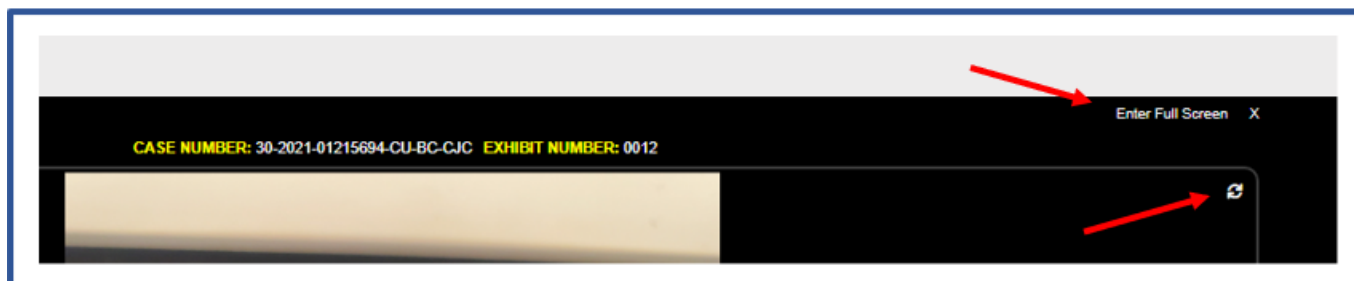 Enter Full Screen X
CASE NUMBER: 30-2021-01215694-CU-BC-CJC EXHIBIT NUMBER: 0012